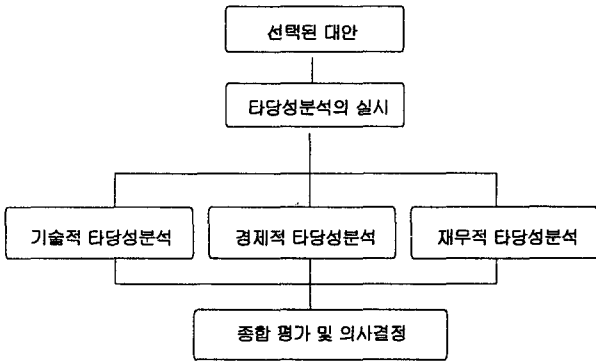 선택된 대안
타당성분석의 실시
기술적 타당성분석
경제적 타당성분석
재무적 타당성분석
종합 평가 및 의사결정